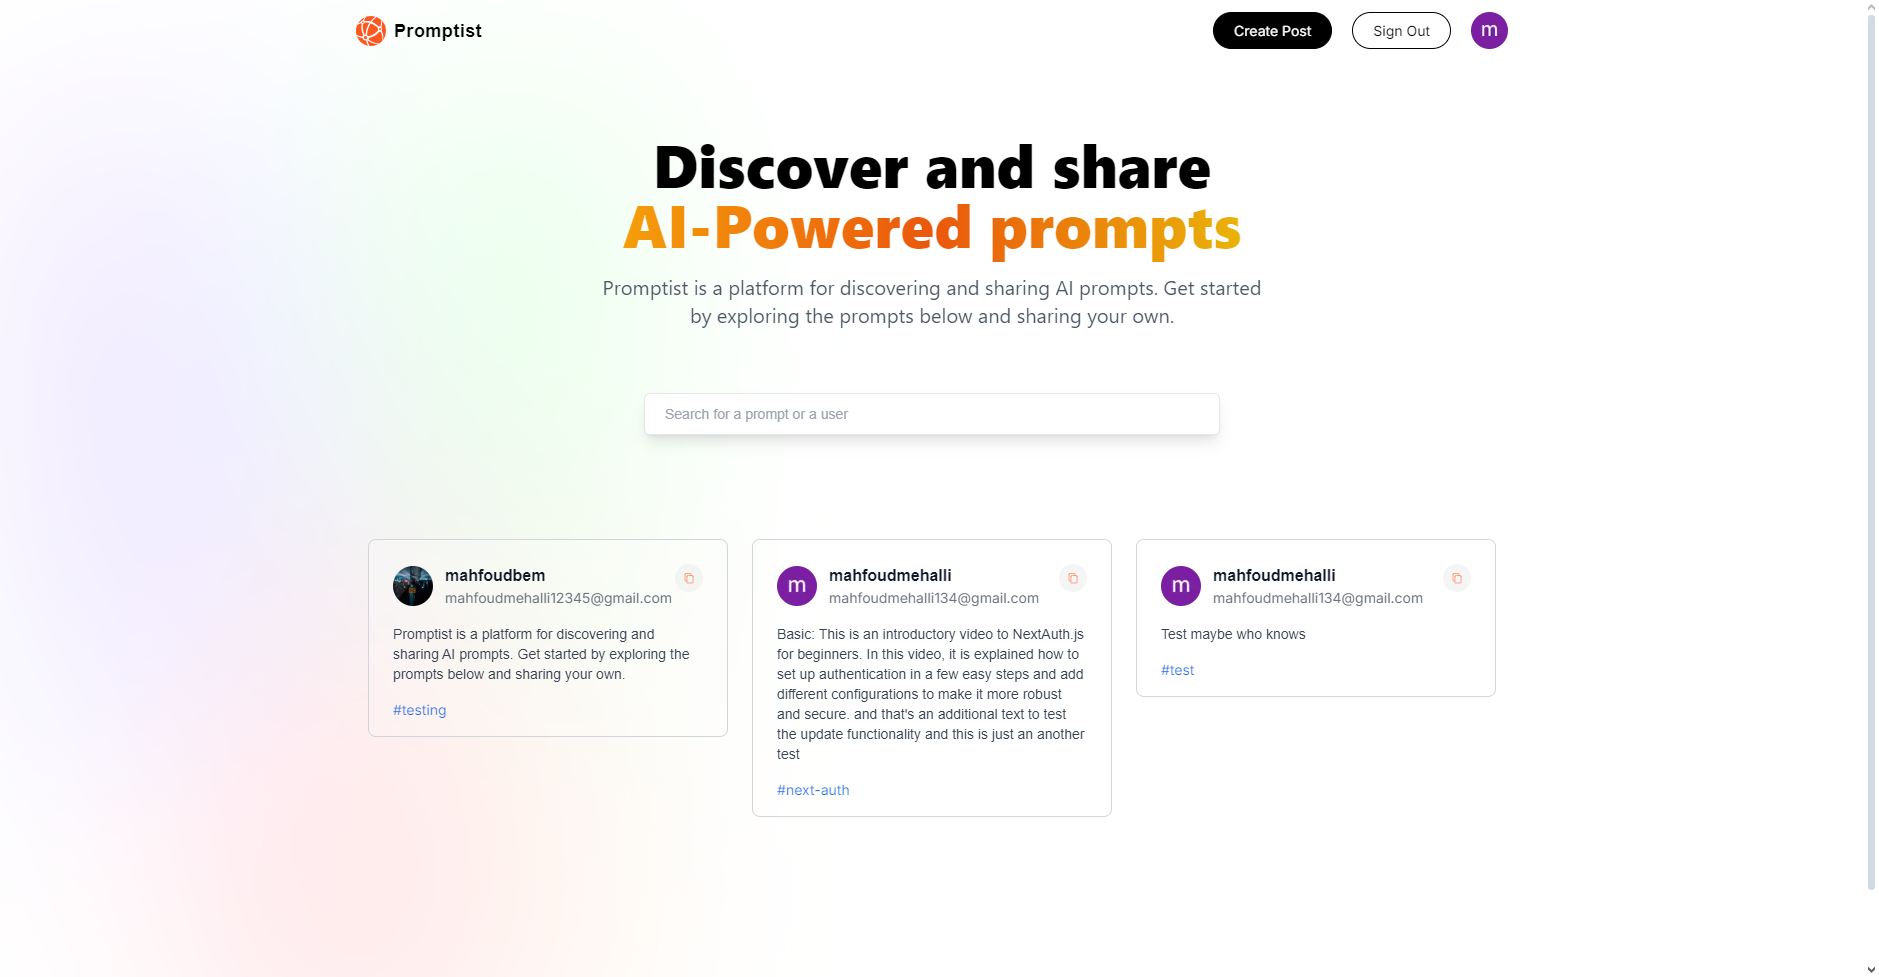 Promptist
Create Post
Sign Out
m
Discover and share
AI-Powered prompts
Promptist is a platform for discovering and sharing AI prompts. Get started
by exploring the prompts below and sharing your own.
Search for a prompt or a user
mahfoudbem
mahfoudmehalli12345@gmail.com
Promptist is a platform for discovering and
sharing AI prompts. Get started by exploring the
prompts below and sharing your own.
#testing
m
mahfoudmehalli
mahfoudmehalli134@gmail.com
Basic: This is an introductory video to NextAuth.js
for beginners. In this video, it is explained how to
set up authentication in a few easy steps and add
different configurations to make it more robust
and secure. and that's an additional text to test
the update functionality and this is just an another
test
#next-auth
m
mahfoudmehalli
mahfoudmehalli134@gmail.com
Test maybe who knows
#test